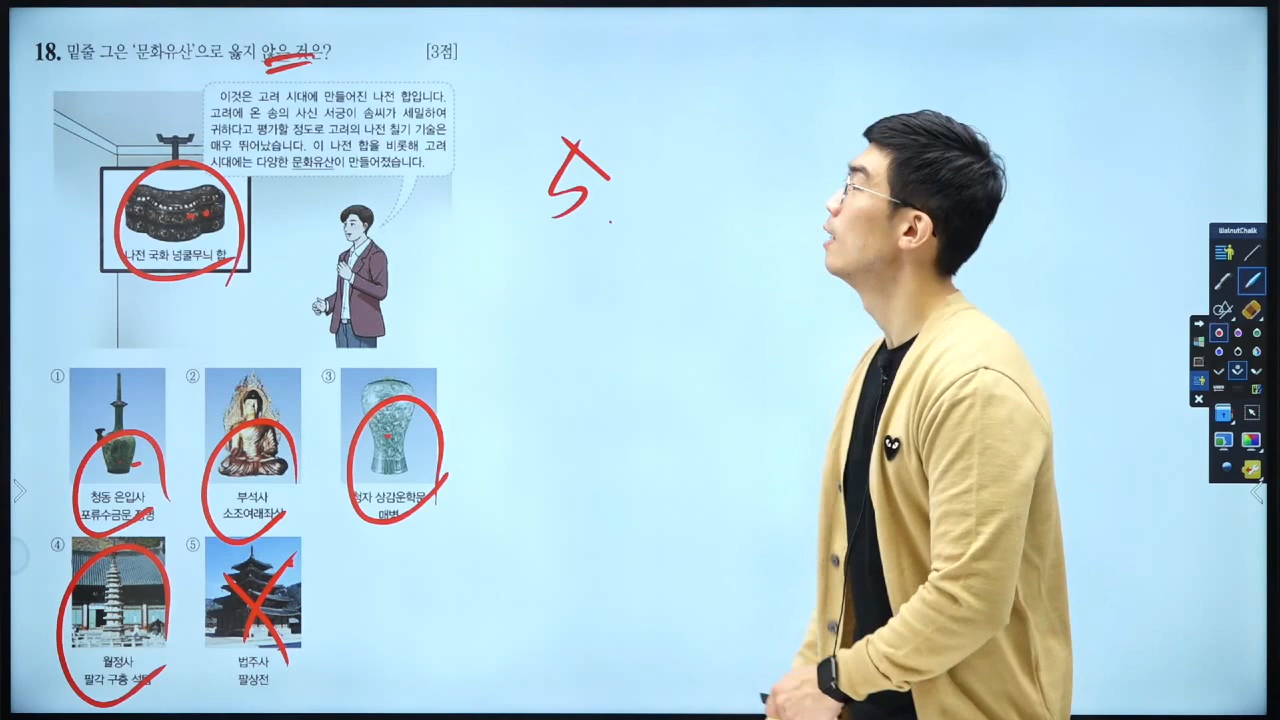 18. 밑줄 그은 '문화유산'으로 옳지 않은 것은? [3점]
이것은 고려 시대에 만들어진 나전 합입니다.
고려에 온 송의 사신 서긍이 솜씨가 세밀하여
귀하다고 평가할 정도로 고려의 나전 칠기 기술은
매우 뛰어났습니다. 이 나전 합을 비롯해 고려
시대에는 다양한 문화유산이 만들어졌습니다.
나전 국화 넝쿨무늬 합
5
① ② ③
청동 은입사
포류수금문 정병
부석사
소조여래좌상
청자 상감운학문
매병
④ ⑤
월정사
팔각 구층 석탑
법주사
팔상전
WalnutChalk